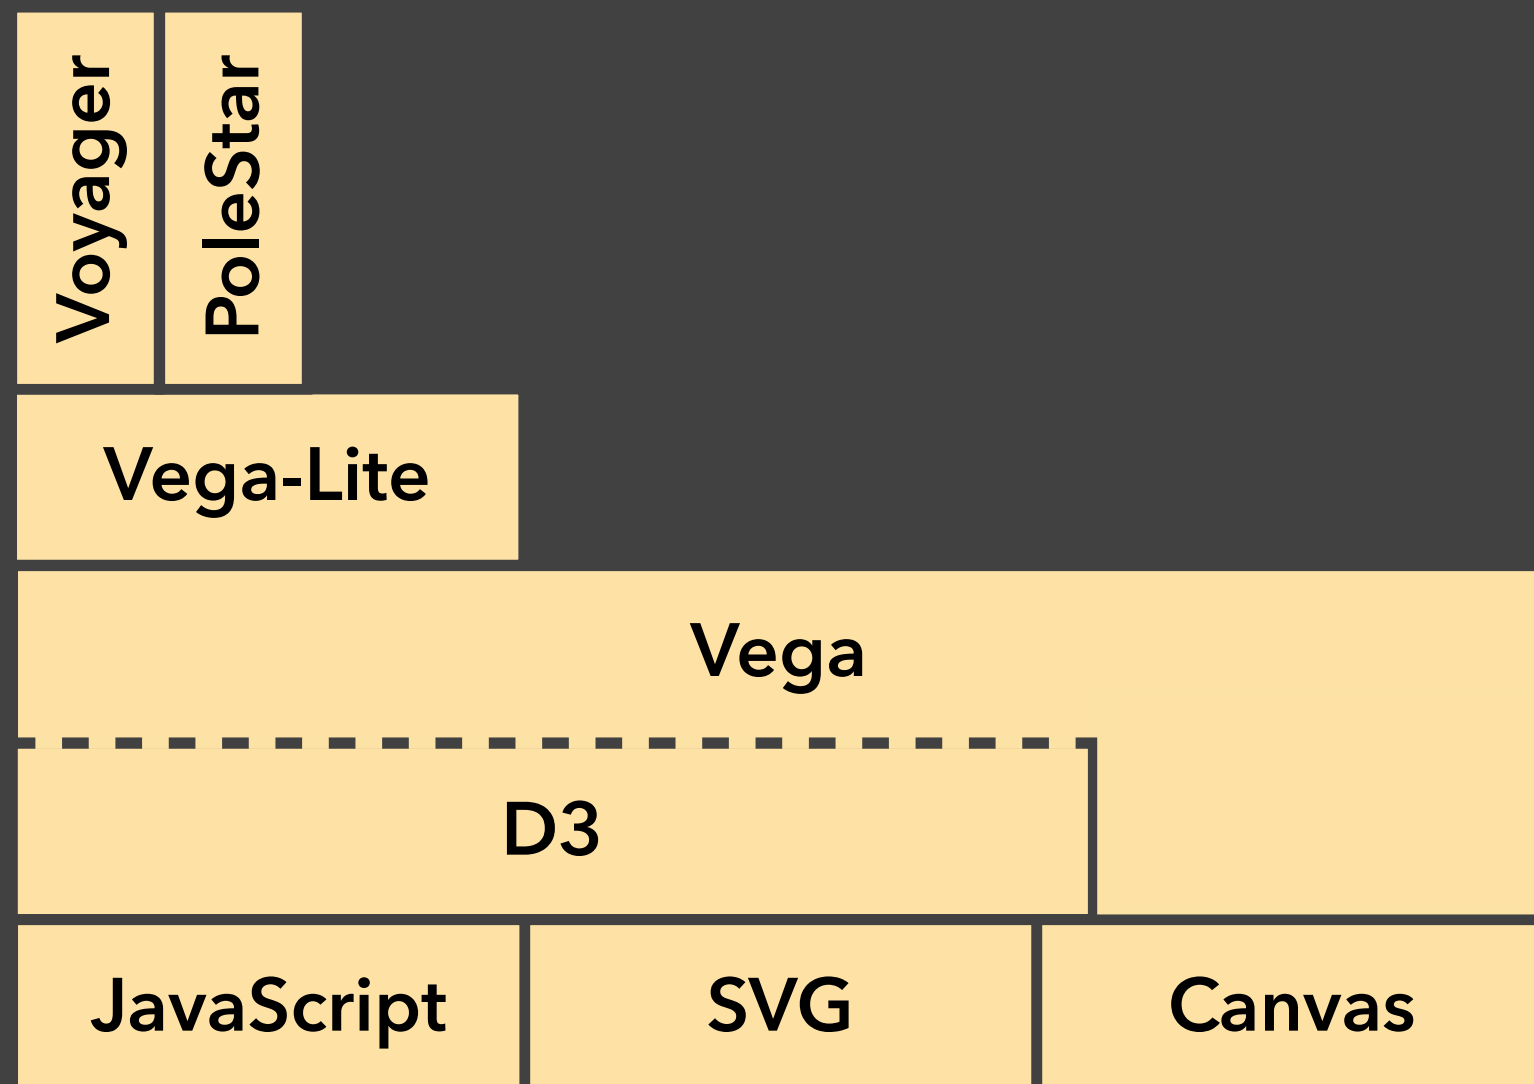 Voyager
PoleStar
Vega-Lite
Vega
D3
JavaScript
SVG
Canvas